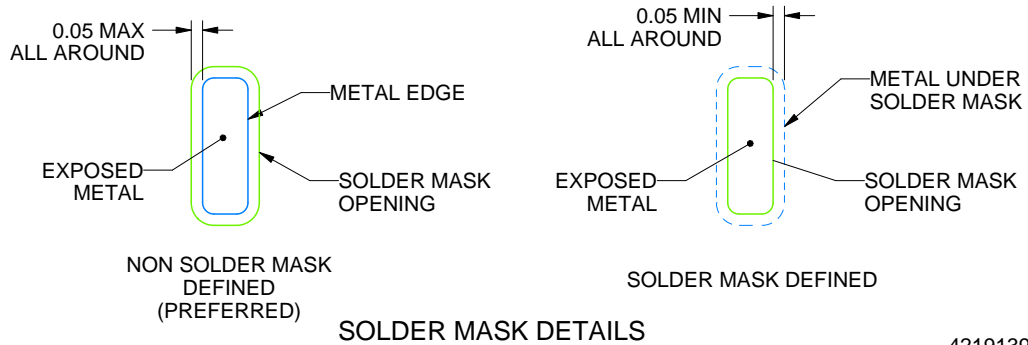 0.05 MAX
ALL AROUND
METAL EDGE
EXPOSED
METAL
SOLDER MASK
OPENING
NON SOLDER MASK
DEFINED
(PREFERRED)
0.05 MIN
ALL AROUND
METAL UNDER
SOLDER MASK
EXPOSED
METAL
SOLDER MASK
OPENING
SOLDER MASK DEFINED
SOLDER MASK DETAILS